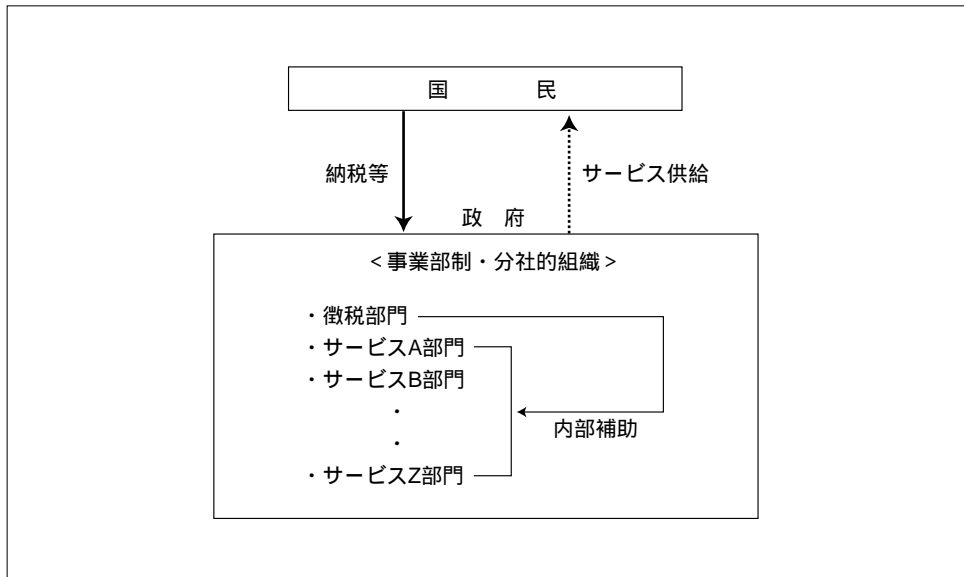 国　　　　民
納税等
サービス供給
政　府
＜事業部制・分社的組織＞
・徴税部門
・サービスA部門
・サービスB部門
・
・
・サービスZ部門
内部補助